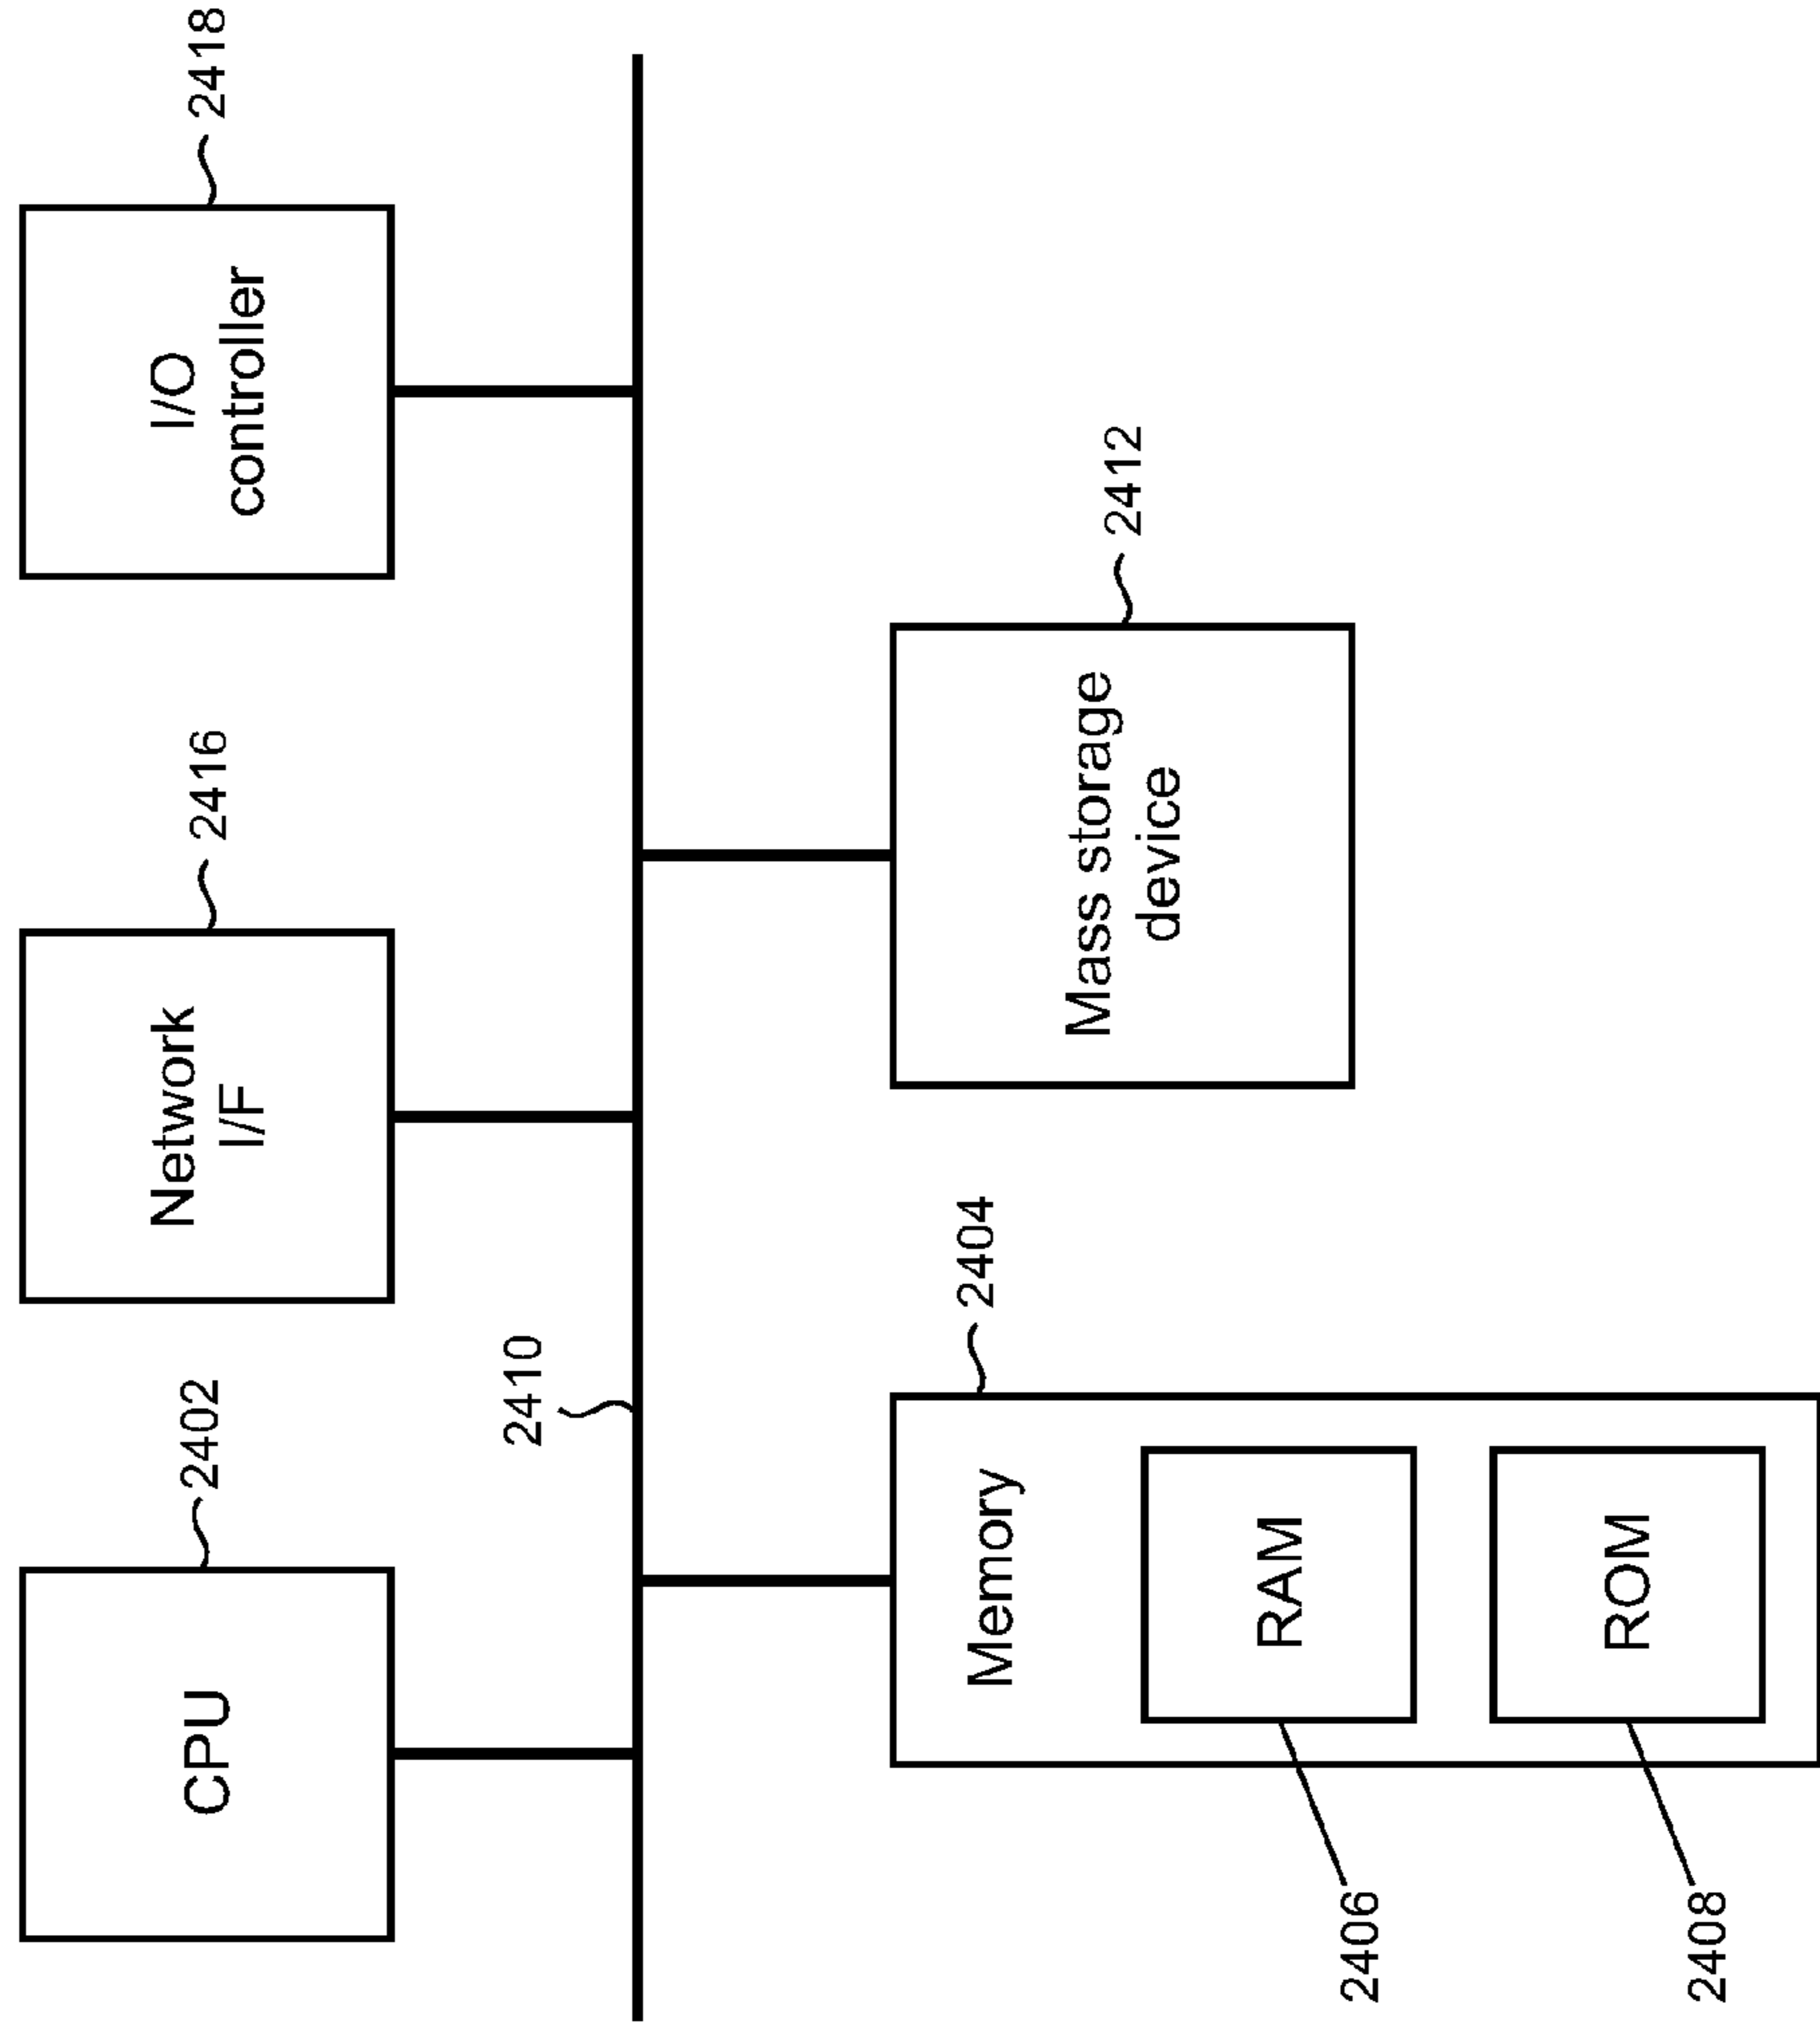 CPU
2402
Network
I/F
2416
I/O
controller
2418
2410
Memory
2404
RAM
2406
ROM
2408
Mass storage
device
2412